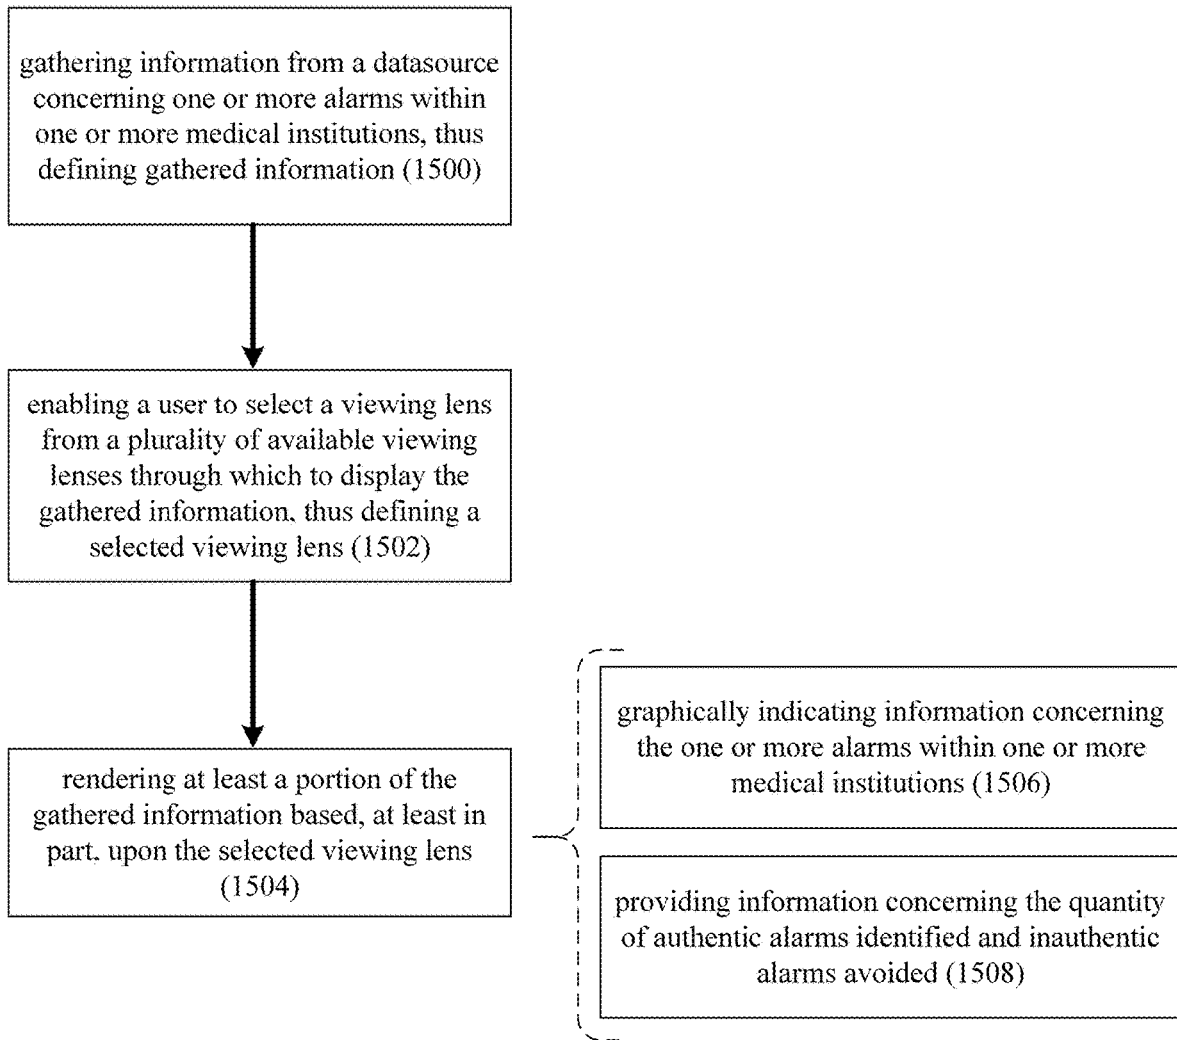 gathering information from a datasource
concerning one or more alarms within
one or more medical institutions, thus
defining gathered information (1500)
enabling a user to select a viewing lens
from a plurality of available viewing
lenses through which to display the
gathered information, thus defining a
selected viewing lens (1502)
rendering at least a portion of the
gathered information based, at least in
part, upon the selected viewing lens
(1504)
graphically indicating information concerning
the one or more alarms within one or more
medical institutions (1506)
providing information concerning the quantity
of authentic alarms identified and inauthentic
alarms avoided (1508)